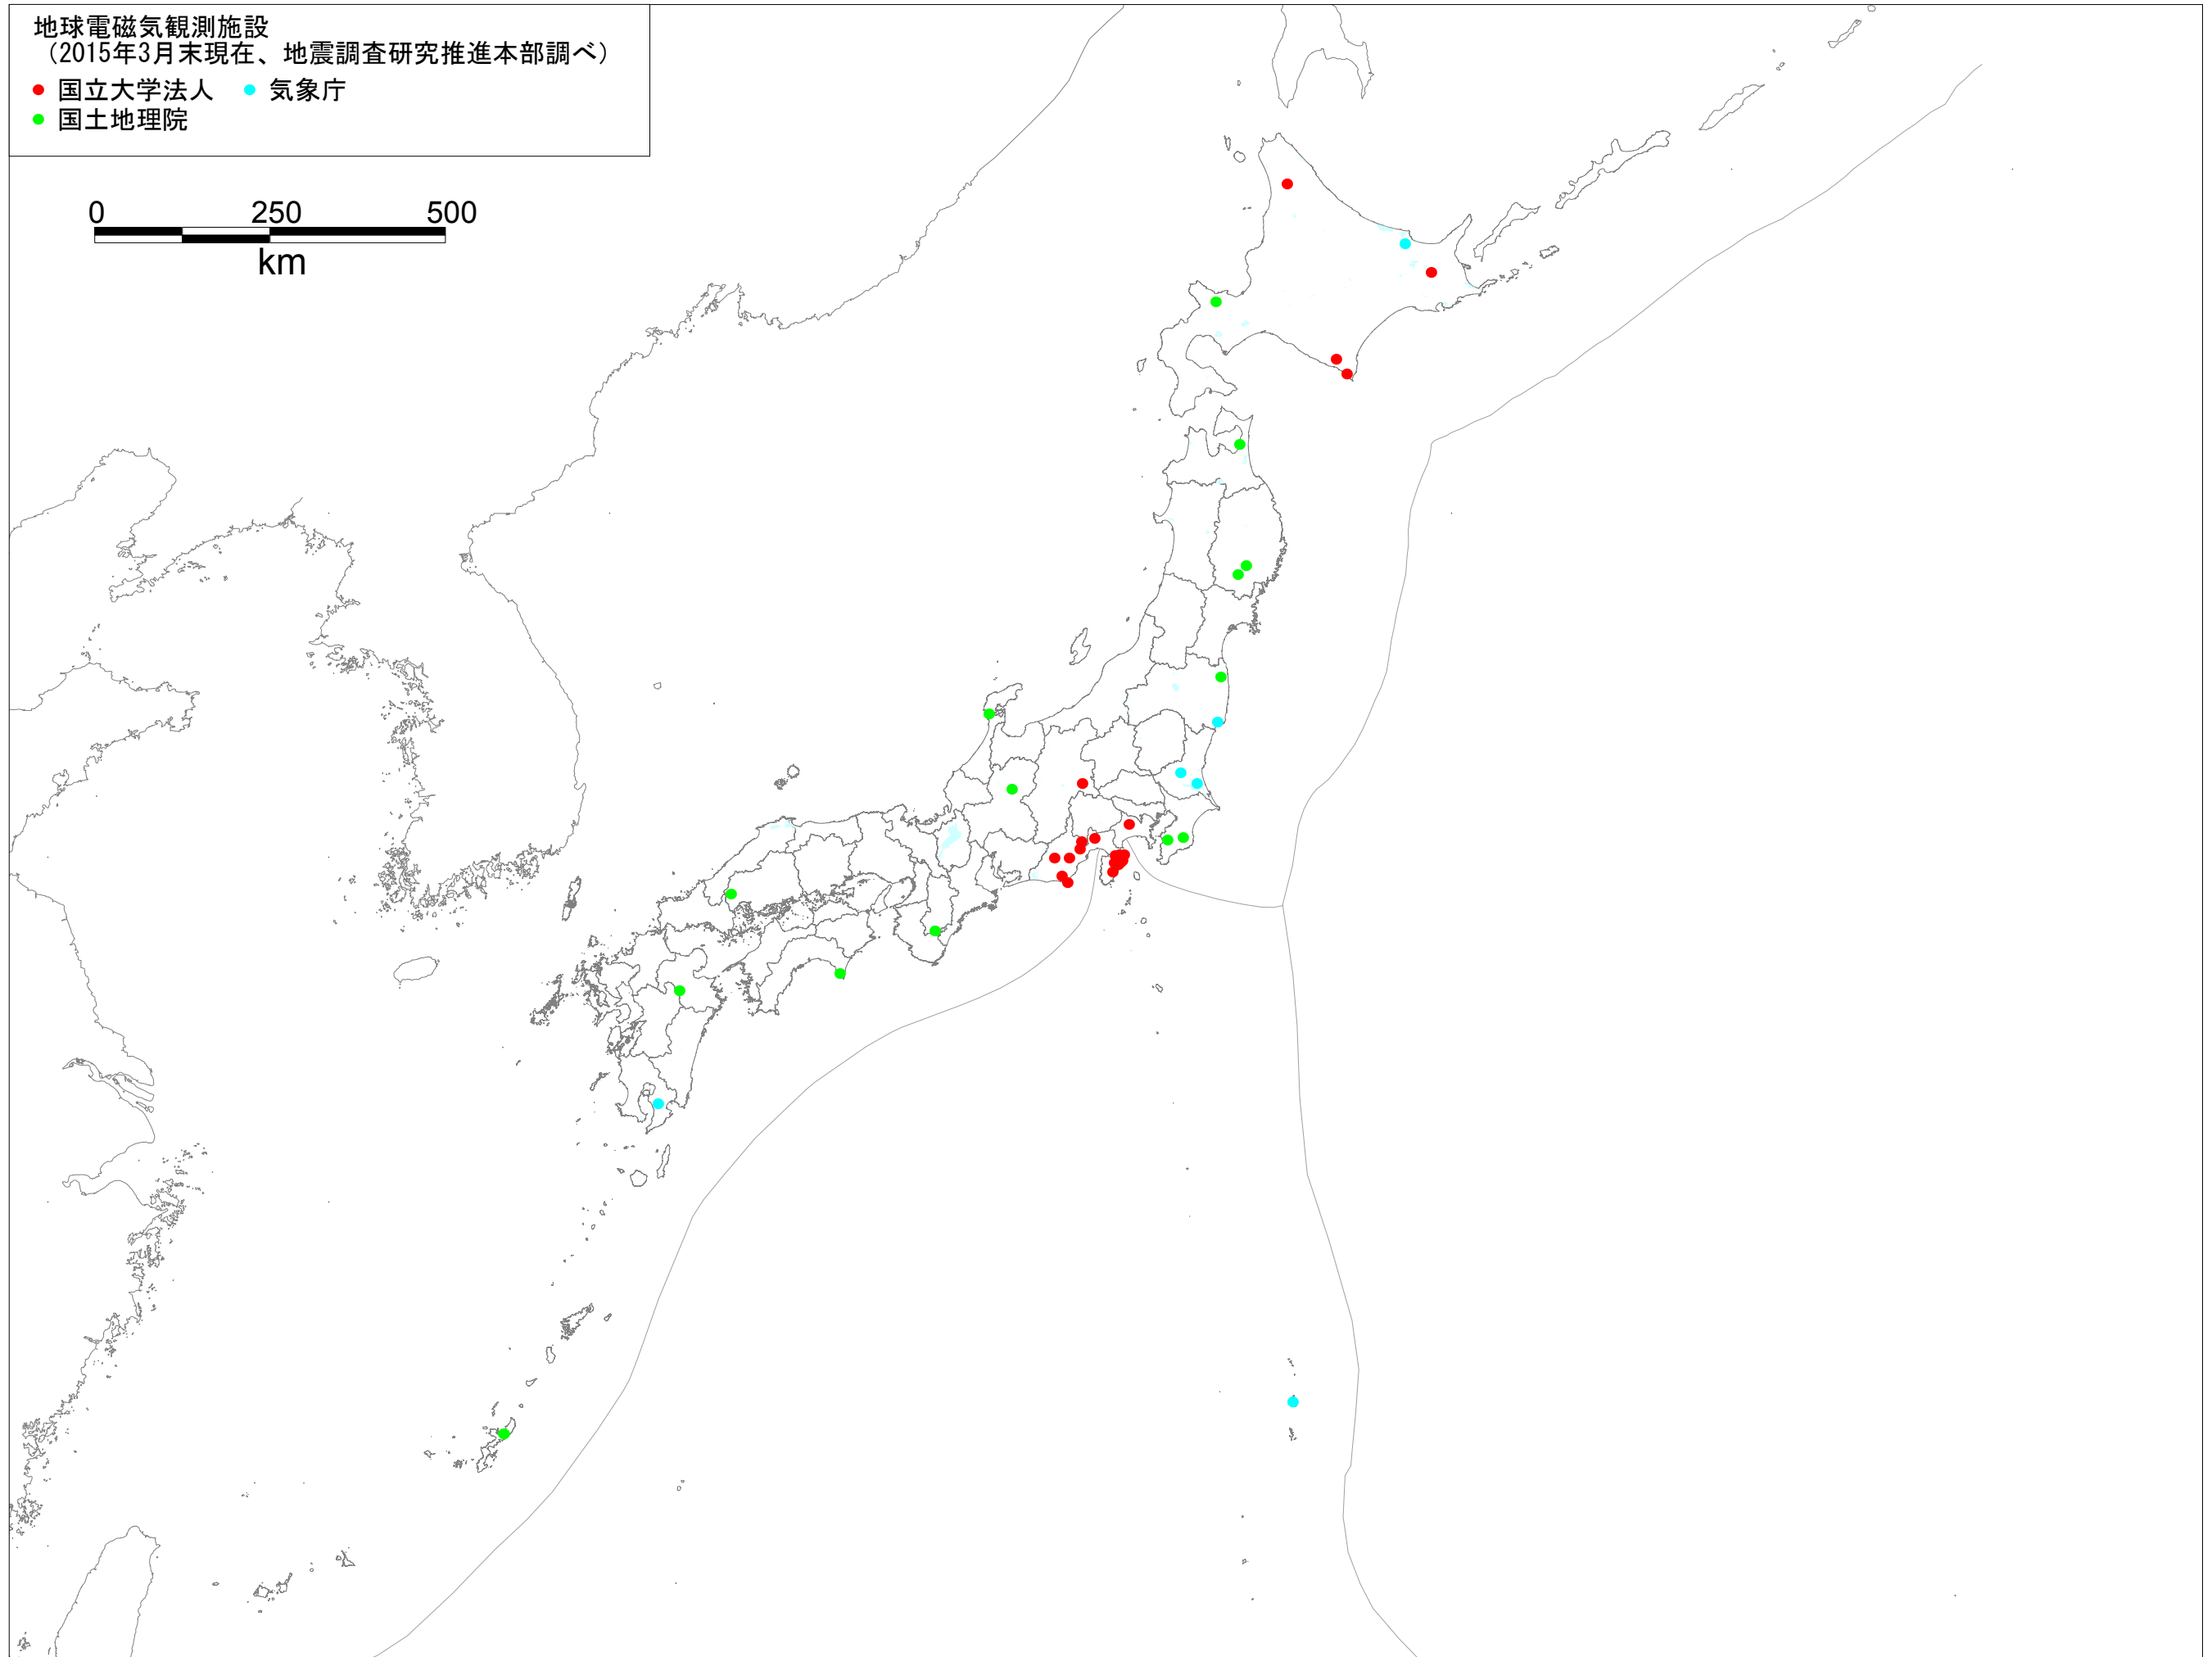 地球電磁気観測施設
（2015年3月末現在、地震調査研究推進本部調べ）
国立大学法人 気象庁
国土地理院
0 250 500
km